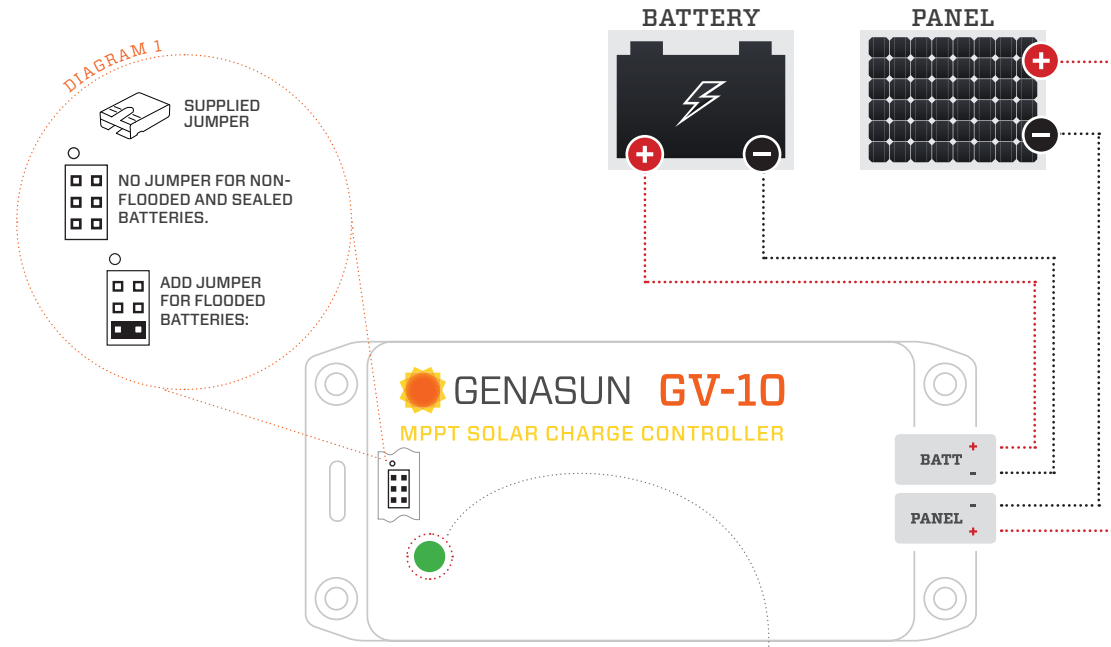 BATTERY
PANEL
DIAGRAM 1
SUPPLIED
JUMPER
NO JUMPER FOR NON-
FLOODED AND SEALED
BATTERIES.
ADD JUMPER
FOR FLOODED
BATTERIES:
GENASUN GV-10
MPPT SOLAR CHARGE CONTROLLER
BATT + -
PANEL - +